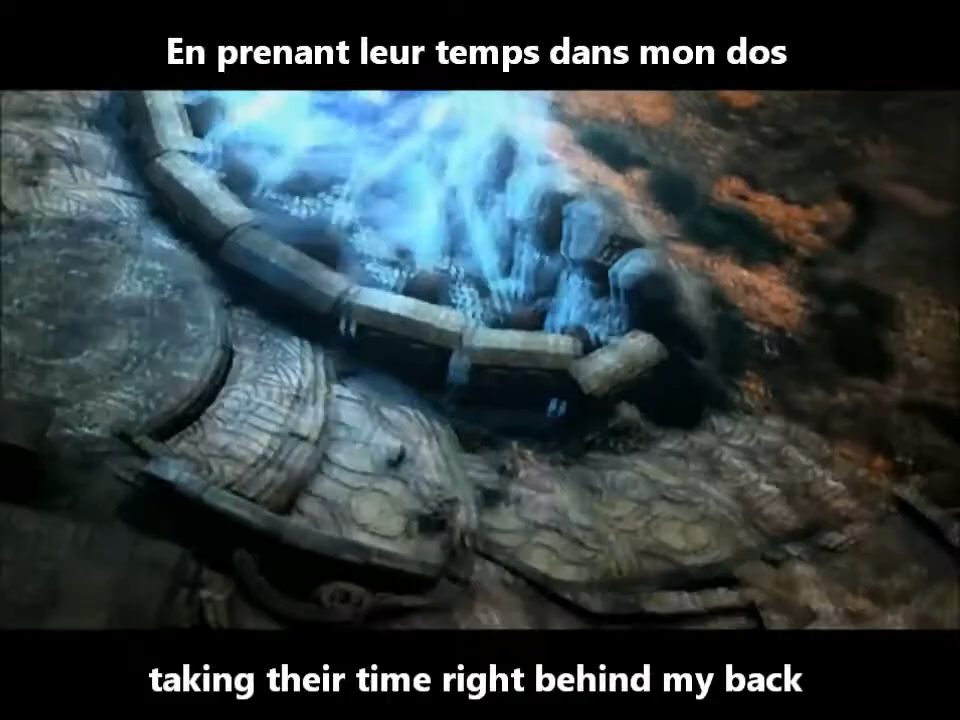 En prenant leur temps dans mon dos
taking their time right behind my back